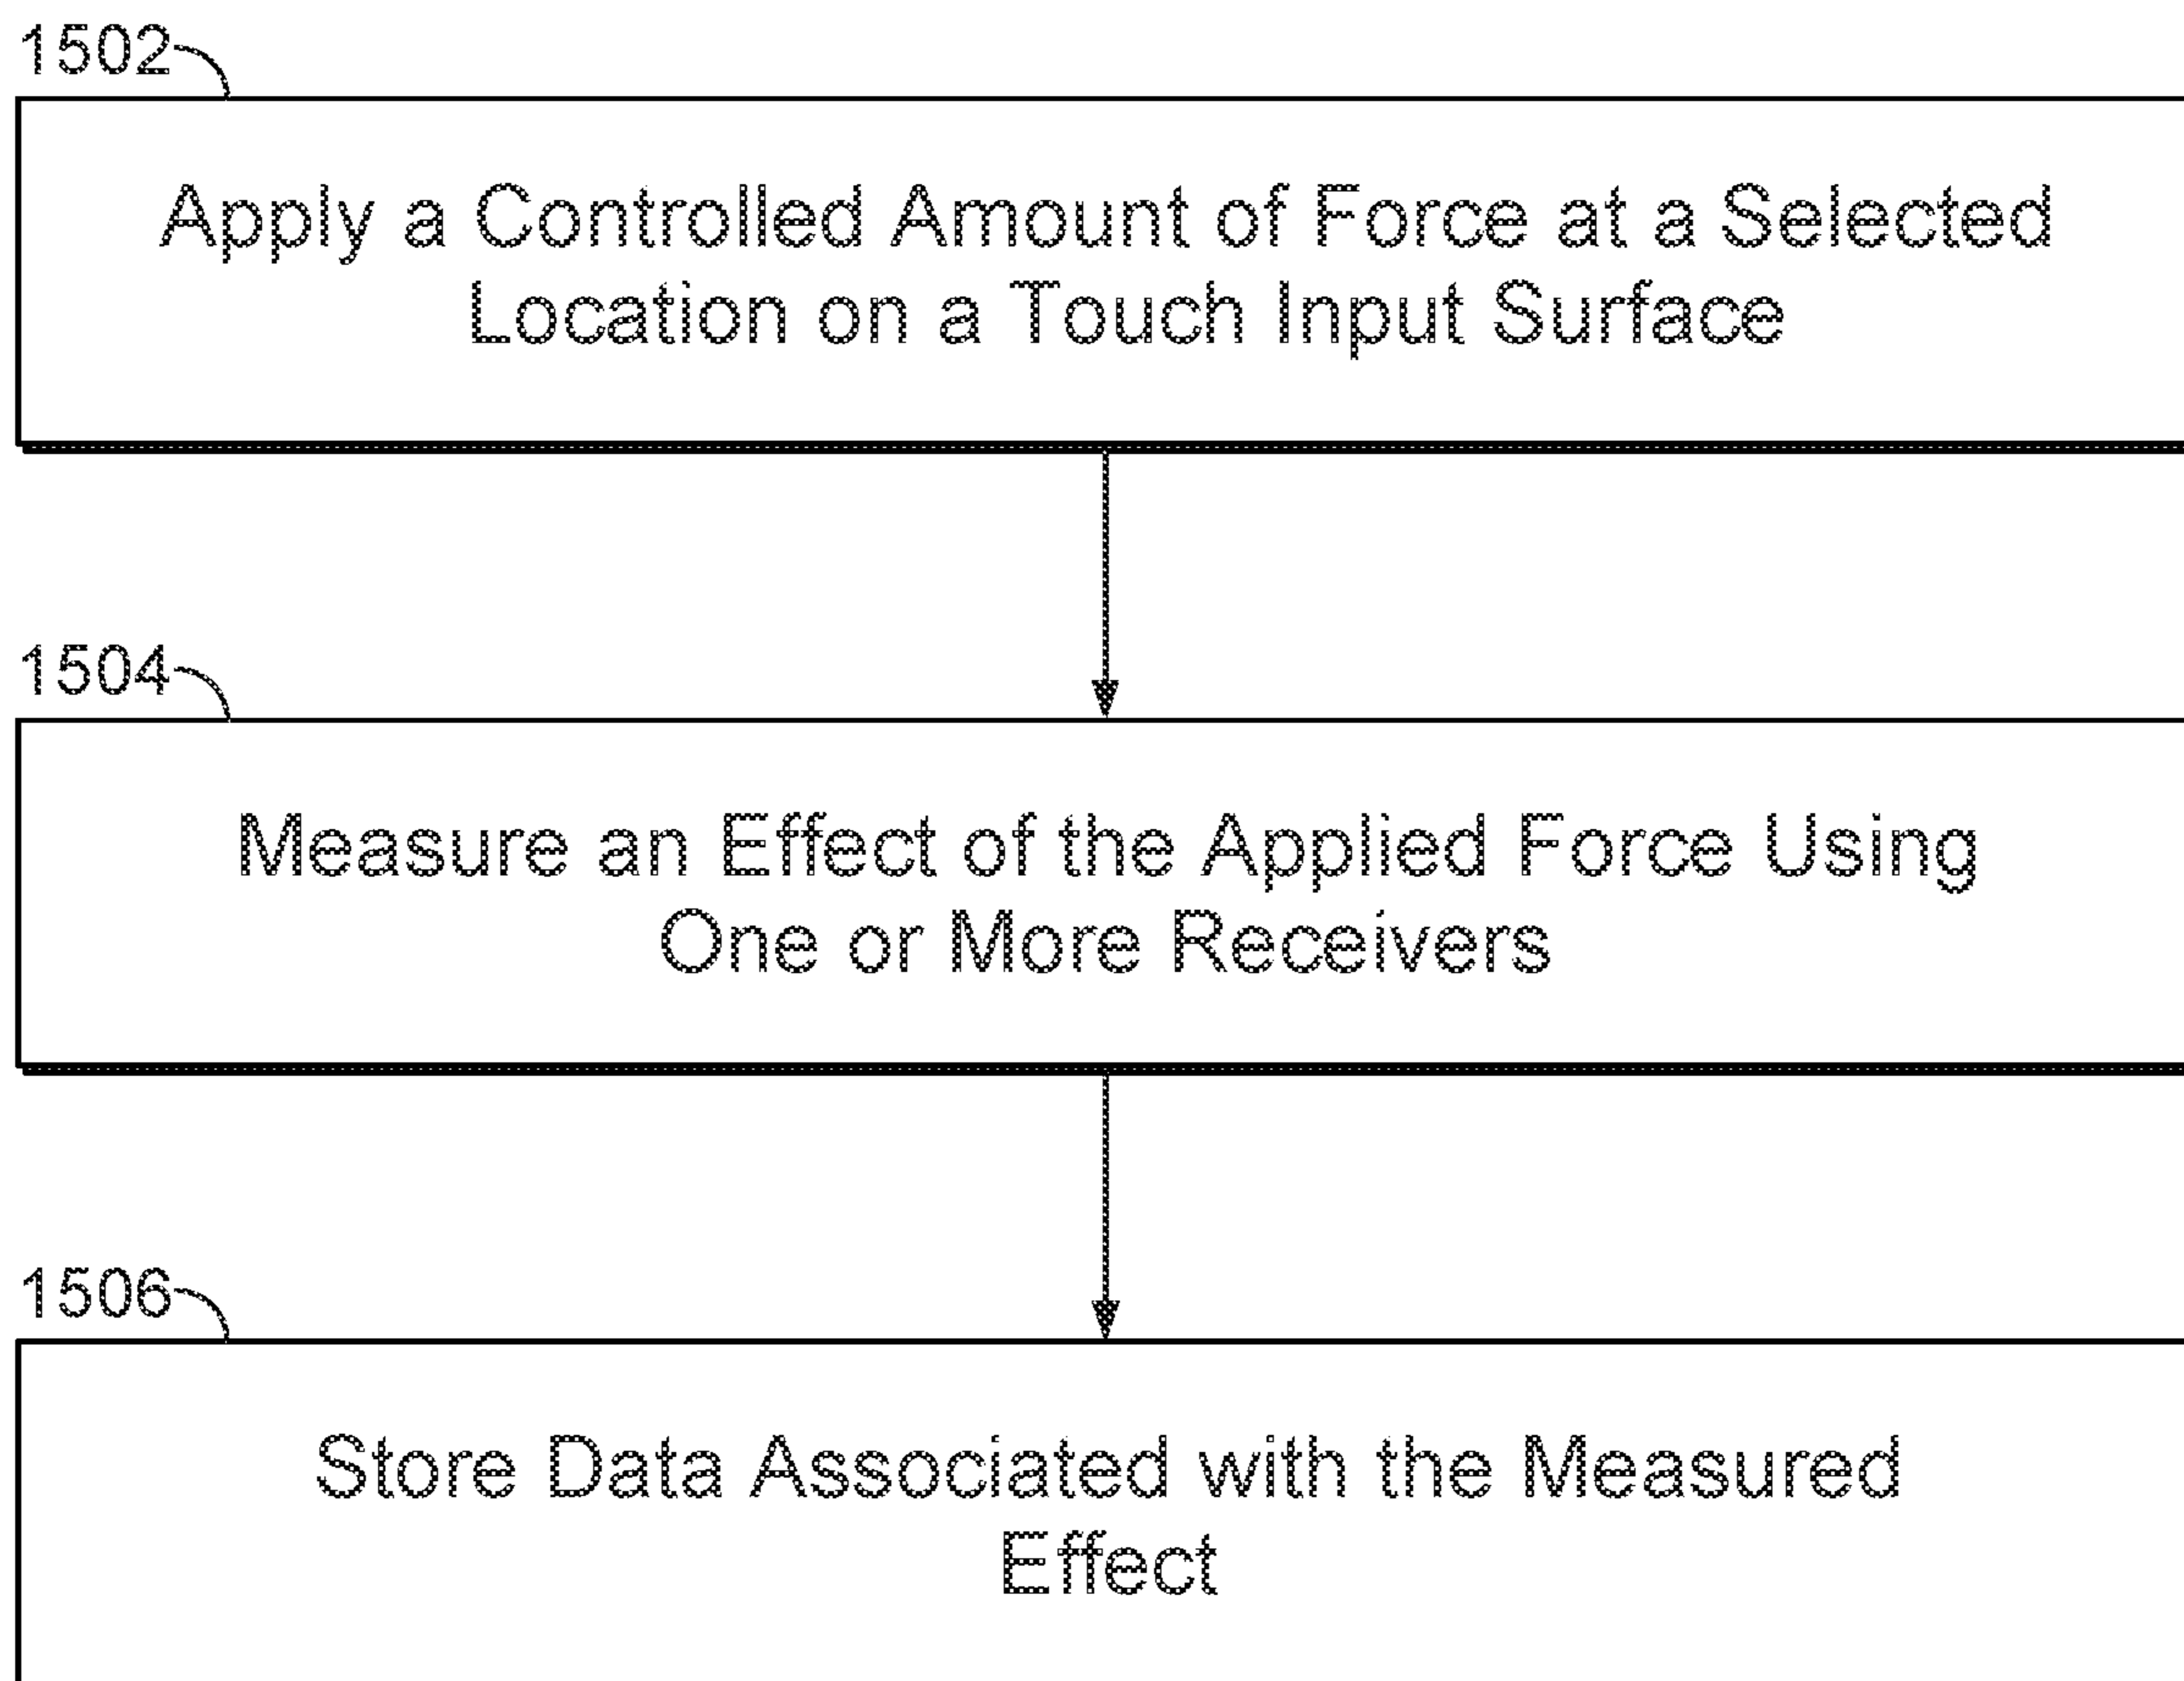 1502
Apply a Controlled Amount of Force at a Selected
Location on a Touch Input Surface
1504
Measure an Effect of the Applied Force Using
One or More Receivers
1506
Store Data Associated with the Measured
Effect